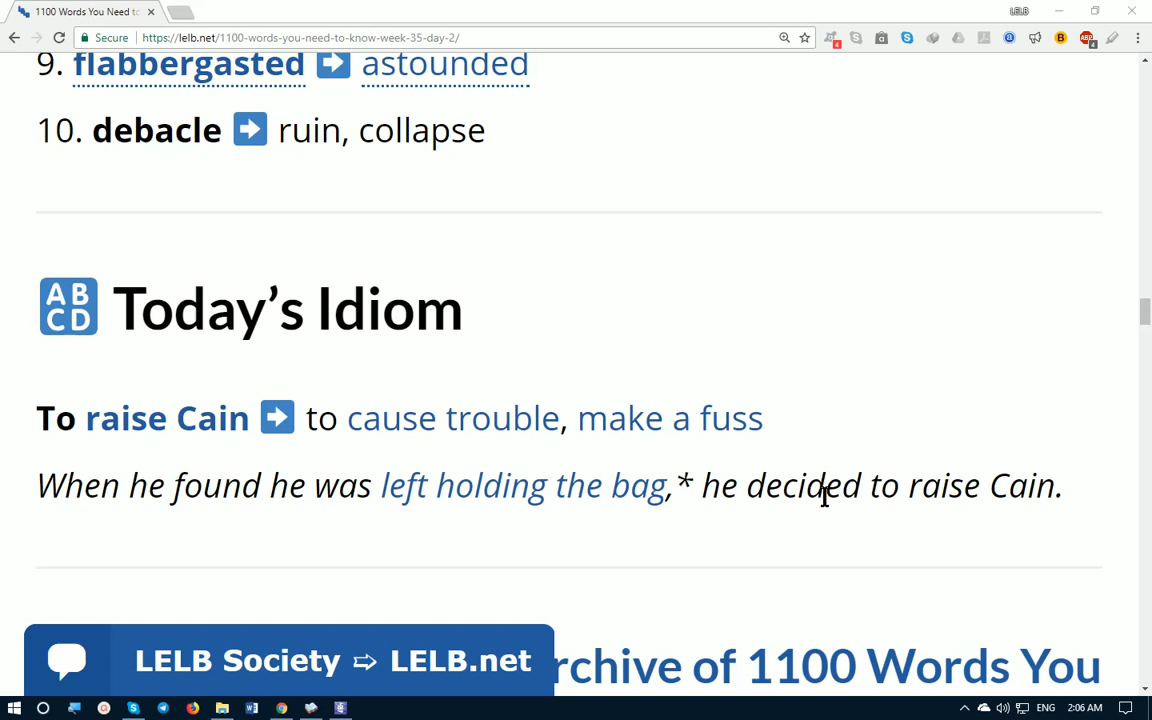 1100 Words You Need to
LELB
Secure https://lelb.net/1100-words-you-need-to-know-week-35-day-2/
9. flabbergasted ➡ astounded
10. debacle ➡ ruin, collapse
ABCD Today's Idiom
To raise Cain ➡ to cause trouble, make a fuss
When he found he was left holding the bag,* he decided to raise Cain.
LELB Society ⇨ LELB.net
rchive of 1100 Words You
ENG 2:06 AM